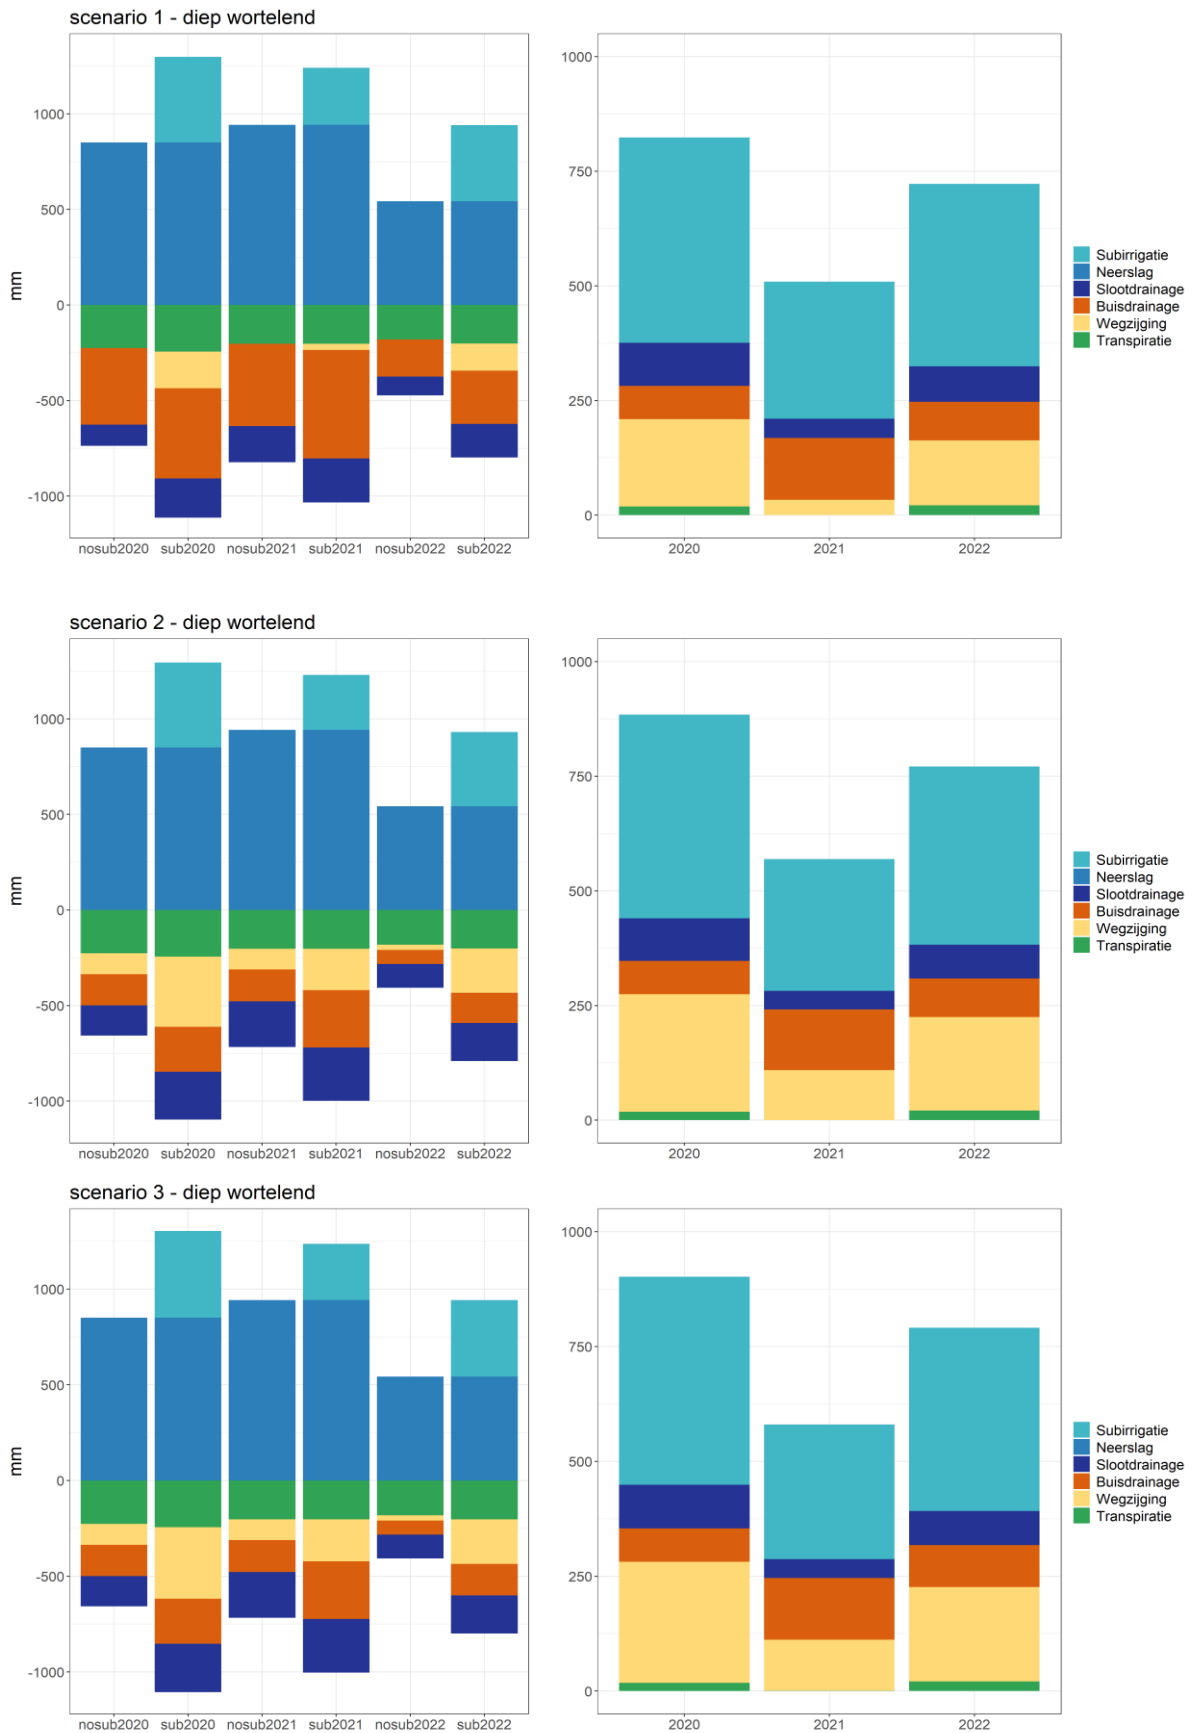 scenario 1 - diep wortelend
mm
1000
500
0
-500
-1000
nosub2020 sub2020 nosub2021 sub2021 nosub2022 sub2022
1000
750
500
250
0
2020 2021 2022
Subirrigatie
Neerslag
Slootdrainage
Buisdrainage
Wegzijging
Transpiratie
scenario 2 - diep wortelend
mm
1000
500
0
-500
-1000
nosub2020 sub2020 nosub2021 sub2021 nosub2022 sub2022
1000
750
500
250
0
2020 2021 2022
Subirrigatie
Neerslag
Slootdrainage
Buisdrainage
Wegzijging
Transpiratie
scenario 3 - diep wortelend
mm
1000
500
0
-500
-1000
nosub2020 sub2020 nosub2021 sub2021 nosub2022 sub2022
1000
750
500
250
0
2020 2021 2022
Subirrigatie
Neerslag
Slootdrainage
Buisdrainage
Wegzijging
Transpiratie